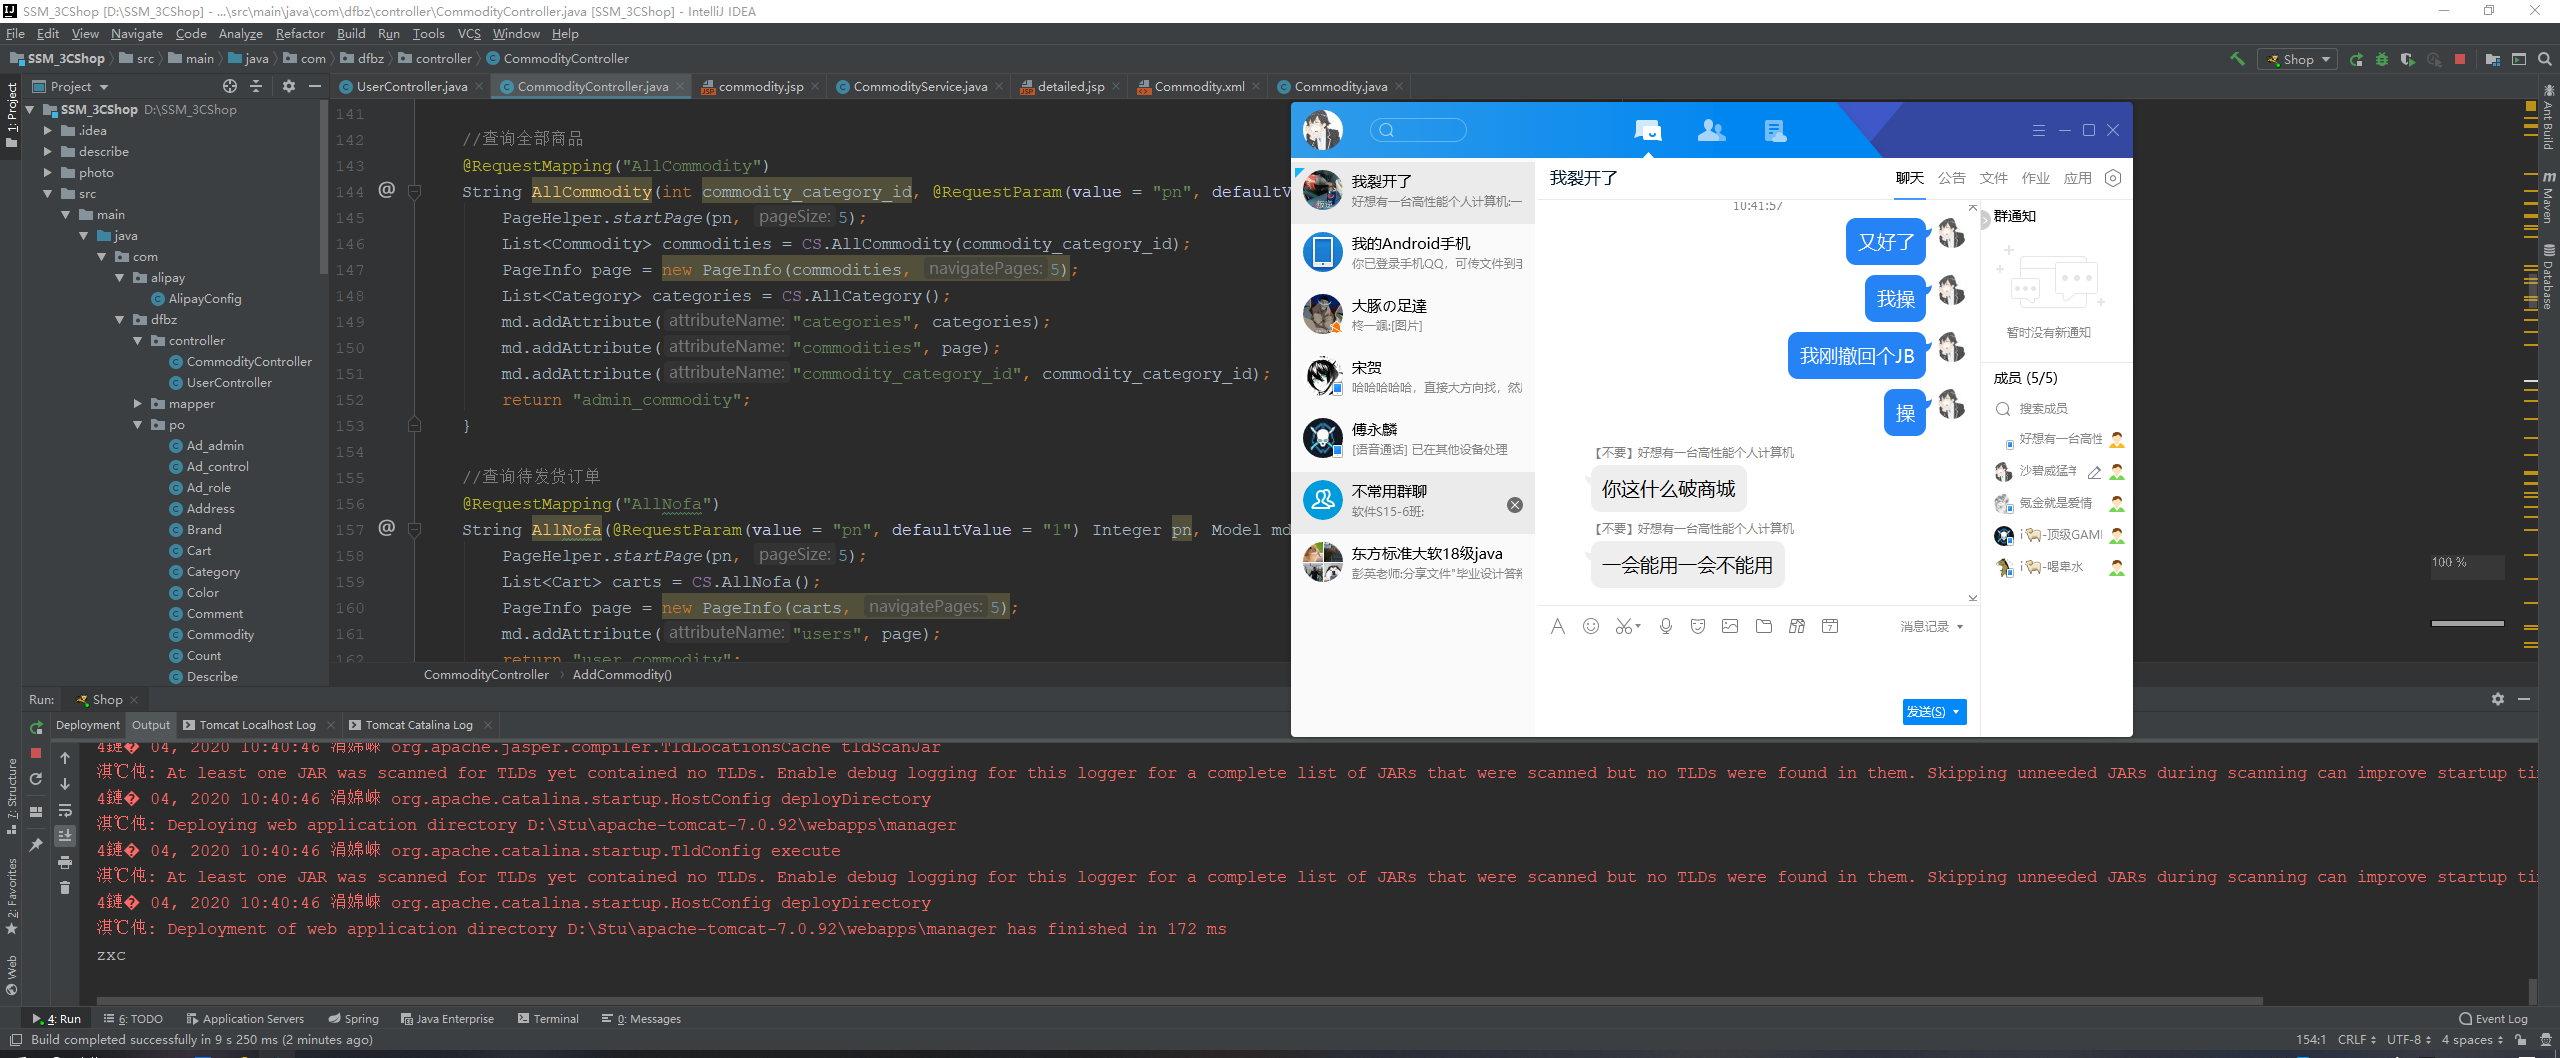 SSM_3CShop [D:\SSM_3CShop] - ...\src\main\java\com\dfbz\controller\CommodityController.java [SSM_3CShop] - IntelliJ IDEA
File Edit View Navigate Code Analyze Refactor Build Run Tools VCS Window Help
SSM_3CShop src main java com dfbz controller CommodityController
Shop
Project
UserController.java CommodityController.java commodity.jsp CommodityService.java detailed.jsp Commodity.xml Commodity.java
1: Project
SSM_3CShop D:\SSM_3CShop
.idea
describe
photo
src
main
java
com
alipay
AlipayConfig
dfbz
controller
CommodityController
UserController
mapper
po
Ad_admin
Ad_control
Ad_role
Address
Brand
Cart
Category
Color
Comment
Commodity
Count
Describe
141
142 //查询全部商品
143 @RequestMapping("AllCommodity")
144 @ String AllCommodity(int commodity_category_id, @RequestParam(value = "pn", defaultV
145 PageHelper.startPage(pn, pageSize: 5);
146 List<Commodity> commodities = CS.AllCommodity(commodity_category_id);
147 PageInfo page = new PageInfo(commodities, navigatePages: 5);
148 List<Category> categories = CS.AllCategory();
149 md.addAttribute( attributeName: "categories", categories);
150 md.addAttribute( attributeName: "commodities", page);
151 md.addAttribute( attributeName: "commodity_category_id", commodity_category_id);
152 return "admin_commodity";
153 }
154
155 //查询待发货订单
156 @RequestMapping("AllNofa")
157 @ String AllNofa(@RequestParam(value = "pn", defaultValue = "1") Integer pn, Model md
158 PageHelper.startPage(pn, pageSize: 5);
159 List<Cart> carts = CS.AllNofa();
160 PageInfo page = new PageInfo(carts, navigatePages: 5);
161 md.addAttribute( attributeName: "users", page);
162 return "user_commodity";
CommodityController AddCommodity()
我裂开了
好想有一台高性能个人计算机:一
我的Android手机
你已登录手机QQ，可传文件到手
大豚の足達
柊一颯:[图片]
宋贺
哈哈哈哈哈，直接大方向找，然
傅永麟
[语音通话] 已在其他设备处理
不常用群聊
软件S15-6班:
东方标准大软18级java
彭英老师:分享文件"毕业设计答辩
我裂开了
聊天 公告 文件 作业 应用
10:41:57
又好了
我操
我刚撤回个JB
操
【不要】好想有一台高性能个人计算机
你这什么破商城
【不要】好想有一台高性能个人计算机
一会能用一会不能用
消息记录
发送(S)
群通知
暂时没有新通知
成员 (5/5)
搜索成员
好想有一台高性
沙碧威猛
氪金就是爱情
-顶级GAM
-喝卑水
100 %
Ant Build
Maven
Database
Run: Shop
Deployment Output Tomcat Localhost Log Tomcat Catalina Log
4鏈� 04, 2020 10:40:46 涓婂崍 org.apache.jasper.compiler.TldLocationsCache tldScanJar
淇℃伅: At least one JAR was scanned for TLDs yet contained no TLDs. Enable debug logging for this logger for a complete list of JARs that were scanned but no TLDs were found in them. Skipping unneeded JARs during scanning can improve startup ti
4鏈� 04, 2020 10:40:46 涓婂崍 org.apache.catalina.startup.HostConfig deployDirectory
淇℃伅: Deploying web application directory D:\Stu\apache-tomcat-7.0.92\webapps\manager
4鏈� 04, 2020 10:40:46 涓婂崍 org.apache.catalina.startup.TldConfig execute
淇℃伅: At least one JAR was scanned for TLDs yet contained no TLDs. Enable debug logging for this logger for a complete list of JARs that were scanned but no TLDs were found in them. Skipping unneeded JARs during scanning can improve startup ti
4鏈� 04, 2020 10:40:46 涓婂崍 org.apache.catalina.startup.HostConfig deployDirectory
淇℃伅: Deployment of web application directory D:\Stu\apache-tomcat-7.0.92\webapps\manager has finished in 172 ms
zxc
7: Structure
2: Favorites
Web
4: Run 6: TODO Application Servers Spring Java Enterprise Terminal 0: Messages Event Log
Build completed successfully in 9 s 250 ms (2 minutes ago) 154:1 CRLF UTF-8 4 spaces